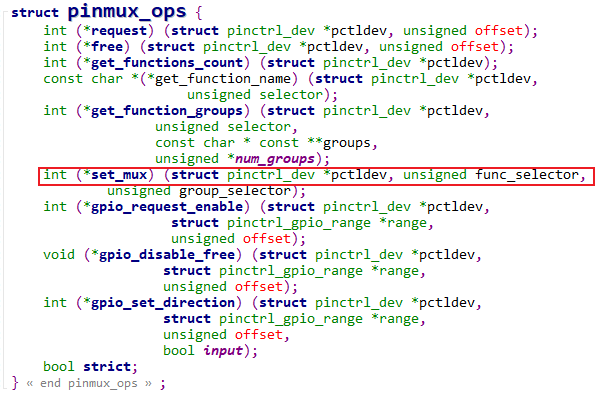 struct pinmux_ops {
int (*request) (struct pinctrl_dev *pctldev, unsigned offset);
int (*free) (struct pinctrl_dev *pctldev, unsigned offset);
int (*get_functions_count) (struct pinctrl_dev *pctldev);
const char *(*get_function_name) (struct pinctrl_dev *pctldev,
unsigned selector);
int (*get_function_groups) (struct pinctrl_dev *pctldev,
unsigned selector,
const char * const **groups,
unsigned *num_groups);
int (*set_mux) (struct pinctrl_dev *pctldev, unsigned func_selector,
unsigned group_selector);
int (*gpio_request_enable) (struct pinctrl_dev *pctldev,
struct pinctrl_gpio_range *range,
unsigned offset);
void (*gpio_disable_free) (struct pinctrl_dev *pctldev,
struct pinctrl_gpio_range *range,
unsigned offset);
int (*gpio_set_direction) (struct pinctrl_dev *pctldev,
struct pinctrl_gpio_range *range,
unsigned offset,
bool input);
bool strict;
} « end pinmux_ops » ;